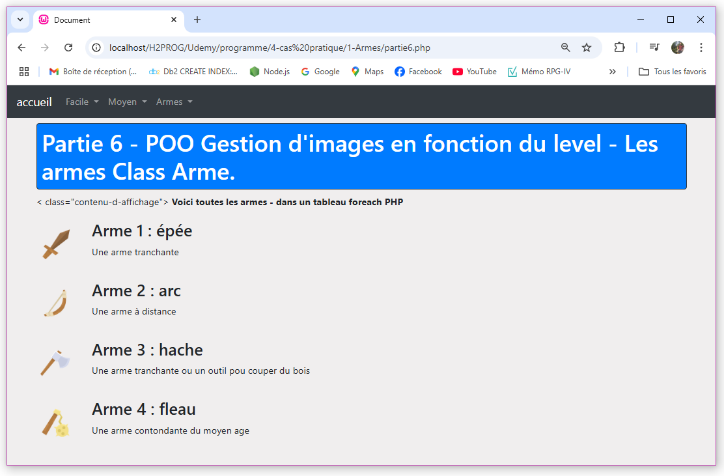 Document
localhost/H2PROG/Udemy/programme/4-cas%20pratique/1-Armes/partie6.php
Boîte de réception (... Db2 CREATE INDEX:... Node.js Google Maps Facebook YouTube Mémo RPG-IV » Tous les favoris
accueil Facile Moyen Armes
Partie 6 - POO Gestion d'images en fonction du level - Les
armes Class Arme.
< class="contenu-d-affichage"> Voici toutes les armes - dans un tableau foreach PHP
Arme 1 : épée
Une arme tranchante
Arme 2 : arc
Une arme à distance
Arme 3 : hache
Une arme tranchante ou un outil pou couper du bois
Arme 4 : fleau
Une arme contondante du moyen age